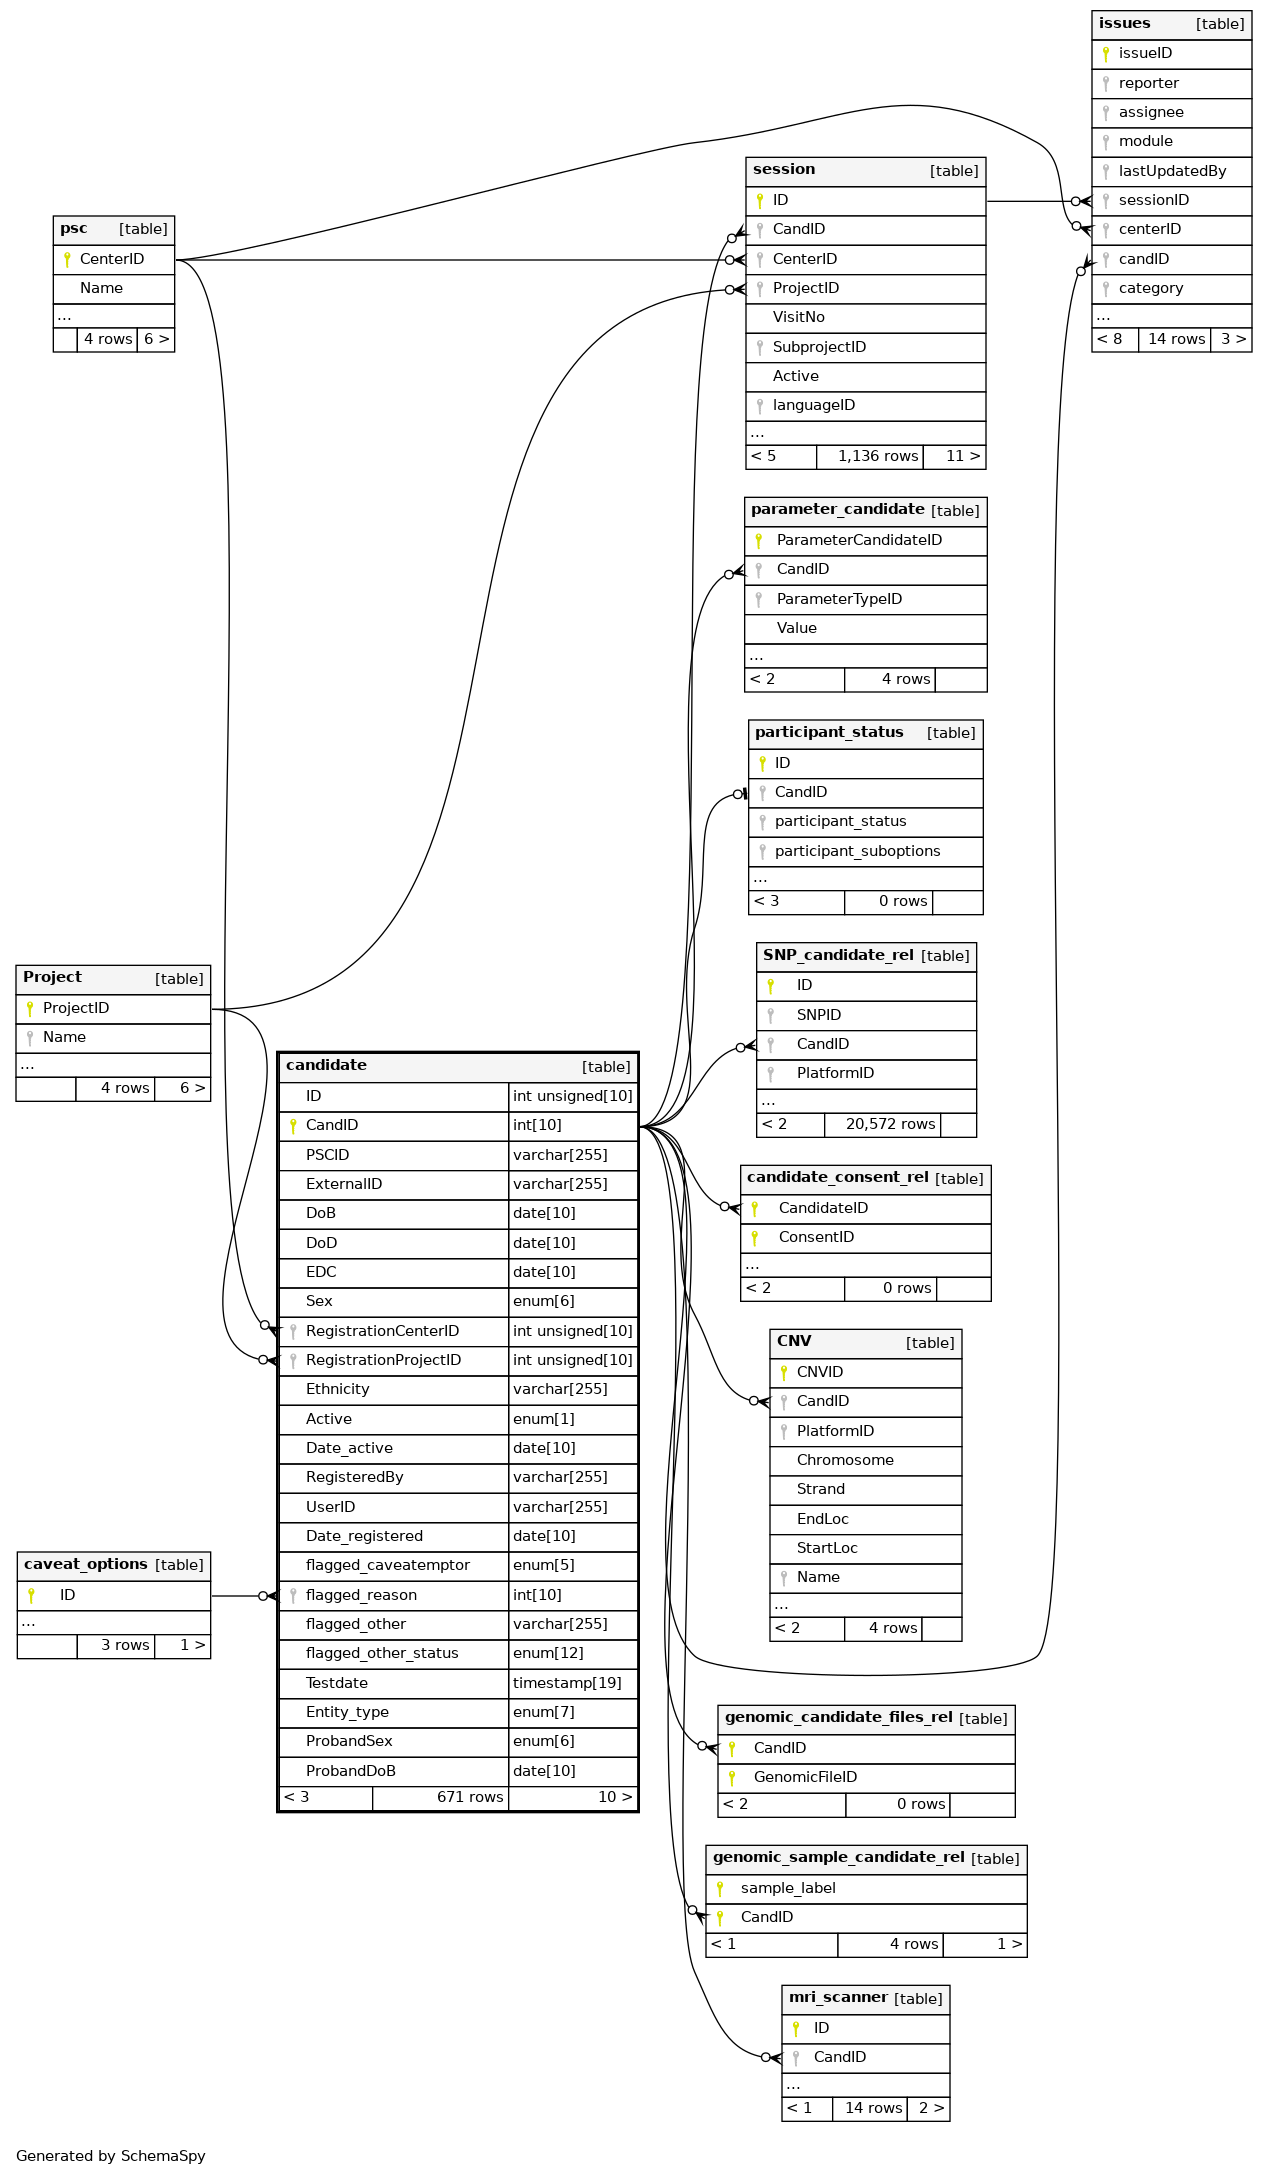 issues [table]
issueID
reporter
assignee
module
lastUpdatedBy
sessionID
centerID
candID
category
...
< 8 14 rows 3 >
session [table]
ID
CandID
CenterID
ProjectID
VisitNo
SubprojectID
Active
languageID
...
< 5 1,136 rows 11 >
psc [table]
CenterID
Name
...
4 rows 6 >
parameter_candidate [table]
ParameterCandidateID
CandID
ParameterTypeID
Value
...
< 2 4 rows
participant_status [table]
ID
CandID
participant_status
participant_suboptions
...
< 3 0 rows
SNP_candidate_rel [table]
ID
SNPID
CandID
PlatformID
...
< 2 20,572 rows
Project [table]
ProjectID
Name
...
4 rows 6 >
candidate [table]
ID int unsigned[10]
CandID int[10]
PSCID varchar[255]
ExternalID varchar[255]
DoB date[10]
DoD date[10]
EDC date[10]
Sex enum[6]
RegistrationCenterID int unsigned[10]
RegistrationProjectID int unsigned[10]
Ethnicity varchar[255]
Active enum[1]
Date_active date[10]
RegisteredBy varchar[255]
UserID varchar[255]
Date_registered date[10]
flagged_caveatemptor enum[5]
flagged_reason int[10]
flagged_other varchar[255]
flagged_other_status enum[12]
Testdate timestamp[19]
Entity_type enum[7]
ProbandSex enum[6]
ProbandDoB date[10]
< 3 671 rows 10 >
candidate_consent_rel [table]
CandidateID
ConsentID
...
< 2 0 rows
CNV [table]
CNVID
CandID
PlatformID
Chromosome
Strand
EndLoc
StartLoc
Name
...
< 2 4 rows
caveat_options [table]
ID
...
3 rows 1 >
genomic_candidate_files_rel [table]
CandID
GenomicFileID
< 2 0 rows
genomic_sample_candidate_rel [table]
sample_label
CandID
< 1 4 rows 1 >
mri_scanner [table]
ID
CandID
...
< 1 14 rows 2 >
Generated by SchemaSpy